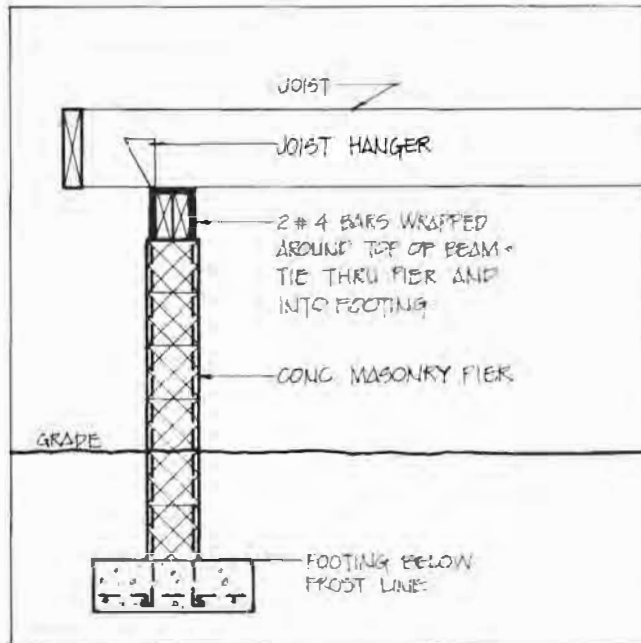 JOIST
JOIST HANGER
2 # 4 BARS WRAPPED
AROUND TOP OF BEAM -
TIE THRU PIER AND
INTO FOOTING
CONC. MASONRY PIER
GRADE
FOOTING BELOW
FROST LINE